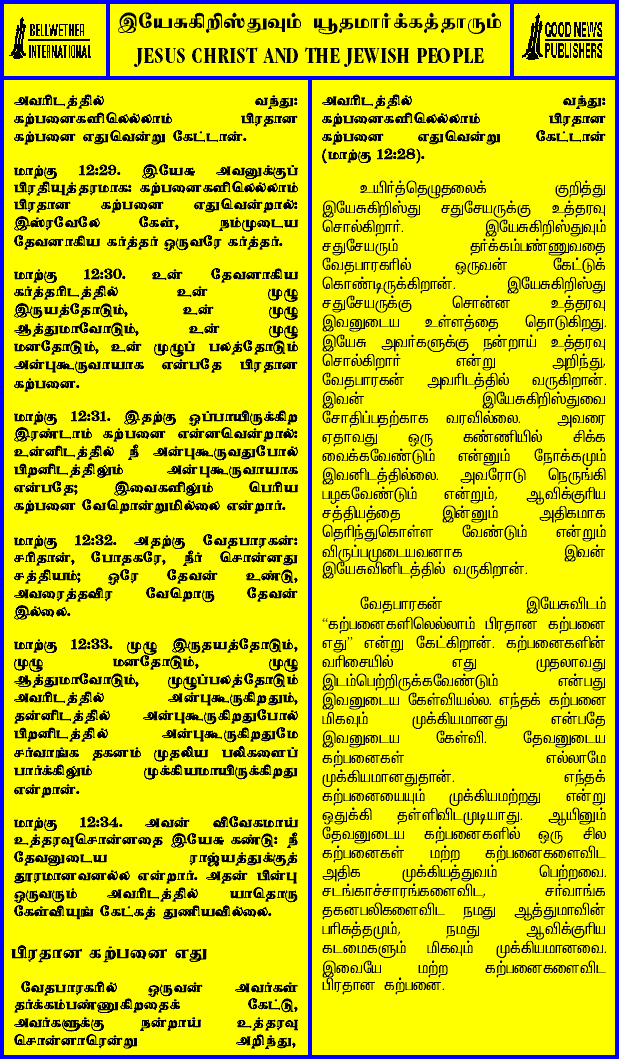 BELLWETHER
INTERNATIONAL
இயேசுகிறிஸ்துவும் யூதமார்க்கத்தாரும்
JESUS CHRIST AND THE JEWISH PEOPLE
GOOD NEWS
PUBLISHERS
அவரிடத்தில் வந்து:
கற்பனைகளிலெல்லாம் பிரதான
கற்பனை எதுவென்று கேட்டான்.
மாற்கு 12:29. இயேசு அவனுக்குப்
பிரதியுத்தரமாக: கற்பனைகளிலெல்லாம்
பிரதான கற்பனை எதுவென்றால்:
இஸ்ரவேலே கேள், நம்முடைய
தேவனாகிய கர்த்தர் ஒருவரே கர்த்தர்.
மாற்கு 12:30. உன் தேவனாகிய
கர்த்தரிடத்தில் உன் முழு
இருயத்தோடும், உன் முழு
ஆத்துமாவோடும், உன் முழு
மனதோடும், உன் முழுப் பலத்தோடும்
அன்புகூருவாயாக என்பதே பிரதான
கற்பனை.
மாற்கு 12:31. இதற்கு ஒப்பாயிருக்கிற
இரண்டாம் கற்பனை என்னவென்றால்:
உன்னிடத்தில் நீ அன்புகூருவதுபோல்
பிறனிடத்திலும் அன்புகூருவாயாக
என்பதே; இவைகளிலும் பெரிய
கற்பனை வேறொன்றுமில்லை என்றார்.
மாற்கு 12:32. அதற்கு வேதபாரகன்:
சரிதான், போதகரே, நீர் சொன்னது
சத்தியம்; ஒரே தேவன் உண்டு,
அவரைத்தவிர வேறொரு தேவன்
இல்லை.
மாற்கு 12:33. முழு இருதயத்தோடும்,
முழு மனதோடும், முழு
ஆத்துமாவோடும், முழுப்பலத்தோடும்
அவரிடத்தில் அன்புகூருகிறதும்,
தன்னிடத்தில் அன்புகூருகிறதுபோல்
பிறனிடத்தில் அன்புகூருகிறதுமே
சர்வாங்க தகனம் முதலிய பலிகளைப்
பார்க்கிலும் முக்கியமாயிருக்கிறது
என்றான்.
மாற்கு 12:34. அவன் விவேகமாய்
உத்தரவுசொன்னதை இயேசு கண்டு: நீ
தேவனுடைய ராஜ்யத்துக்குத்
தூரமானவனல்ல என்றார். அதன் பின்பு
ஒருவரும் அவரிடத்தில் யாதொரு
கேள்வியுங் கேட்கத் துணியவில்லை.
பிரதான கற்பனை எது
வேதபாரகரில் ஒருவன் அவர்கள்
தர்க்கம்பண்ணுகிறதைக் கேட்டு,
அவர்களுக்கு நன்றாய் உத்தரவு
சொன்னாரென்று அறிந்து,
அவரிடத்தில் வந்து:
கற்பனைகளிலெல்லாம் பிரதான
கற்பனை எதுவென்று கேட்டான்
(மாற்கு 12:28).
உயிர்த்தெழுதலைக் குறித்து
இயேசுகிறிஸ்து சதுசேயருக்கு உத்தரவு
சொல்கிறார். இயேசுகிறிஸ்துவும்
சதுசேயரும் தர்க்கம்பண்ணுவதை
வேதபாரகரில் ஒருவன் கேட்டுக்
கொண்டிருக்கிறான். இயேசுகிறிஸ்து
சதுசேயருக்கு சொன்ன உத்தரவு
இவனுடைய உள்ளத்தை தொடுகிறது.
இயேசு அவர்களுக்கு நன்றாய் உத்தரவு
சொல்கிறார் என்று அறிந்து,
வேதபாரகன் அவரிடத்தில் வருகிறான்.
இவன் இயேசுகிறிஸ்துவை
சோதிப்பதற்காக வரவில்லை. அவரை
ஏதாவது ஒரு கண்ணியில் சிக்க
வைக்கவேண்டும் என்னும் நோக்கமும்
இவனிடத்தில்லை. அவரோடு நெருங்கி
பழகவேண்டும் என்றும், ஆவிக்குரிய
சத்தியத்தை இன்னும் அதிகமாக
தெரிந்துகொள்ள வேண்டும் என்றும்
விருப்பமுடையவனாக இவன்
இயேசுவினிடத்தில் வருகிறான்.
வேதபாரகன் இயேசுவிடம்
“கற்பனைகளிலெல்லாம் பிரதான கற்பனை
எது” என்று கேட்கிறான். கற்பனைகளின்
வரிசையில் எது முதலாவது
இடம்பெற்றிருக்கவேண்டும் என்பது
இவனுடைய கேள்வியல்ல. எந்தக் கற்பனை
மிகவும் முக்கியமானது என்பதே
இவனுடைய கேள்வி. தேவனுடைய
கற்பனைகள் எல்லாமே
முக்கியமானதுதான். எந்தக்
கற்பனையையும் முக்கியமற்றது என்று
ஒதுக்கி தள்ளிவிடமுடியாது. ஆயினும்
தேவனுடைய கற்பனைகளில் ஒரு சில
கற்பனைகள் மற்ற கற்பனைகளைவிட
அதிக முக்கியத்துவம் பெற்றவை.
சடங்காச்சாரங்களைவிட, சர்வாங்க
தகனபலிகளைவிட நமது ஆத்துமாவின்
பரிசுத்தமும், நமது ஆவிக்குரிய
கடமைகளும் மிகவும் முக்கியமானவை.
இவையே மற்ற கற்பனைகளைவிட
பிரதான கற்பனை.